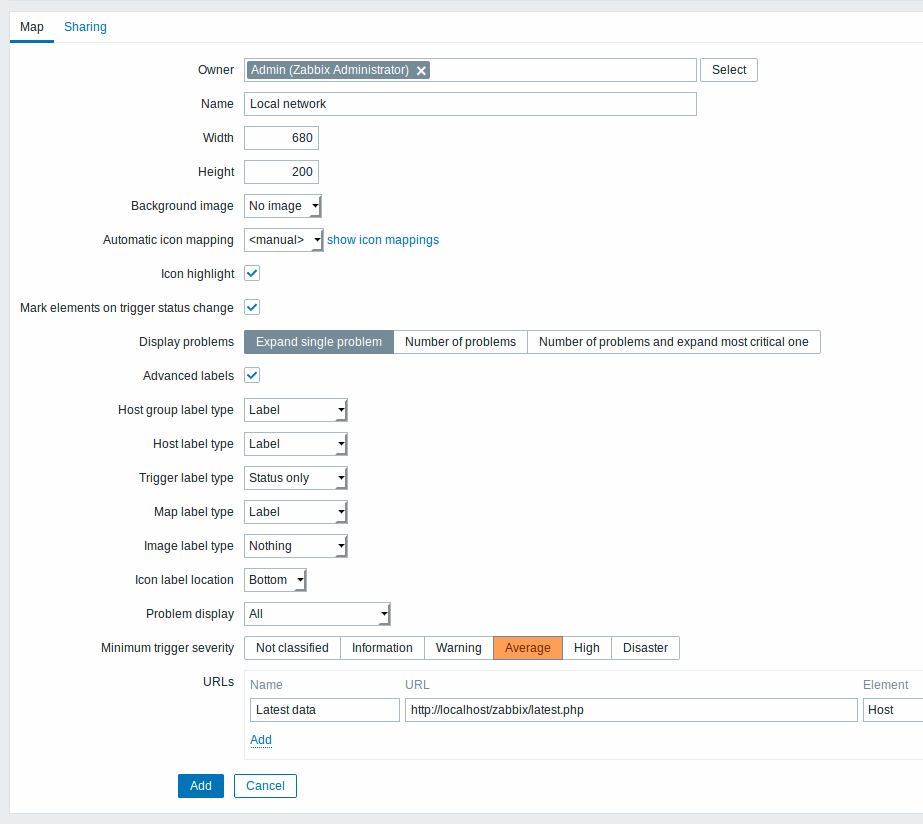 Map Sharing
Owner Admin (Zabbix Administrator) Select
Name Local network
Width 680
Height 200
Background image No image
Automatic icon mapping <manual> show icon mappings
Icon highlight
Mark elements on trigger status change
Display problems Expand single problem Number of problems Number of problems and expand most critical one
Advanced labels
Host group label type Label
Host label type Label
Trigger label type Status only
Map label type Label
Image label type Nothing
Icon label location Bottom
Problem display All
Minimum trigger severity Not classified Information Warning Average High Disaster
URLs Name URL Element
Latest data http://localhost/zabbix/latest.php Host
Add
Add Cancel